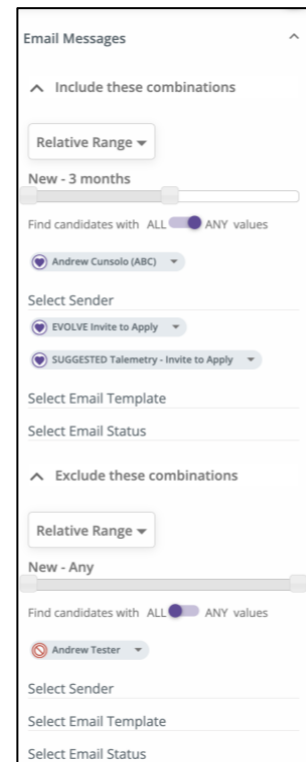 Email Messages
Include these combinations
Relative Range
New - 3 months
Find candidates with ALL ANY values
Andrew Cunsolo (ABC)
Select Sender
EVOLVE Invite to Apply
SUGGESTED Talemetry - Invite to Apply
Select Email Template
Select Email Status
Exclude these combinations
Relative Range
New - Any
Find candidates with ALL ANY values
Andrew Tester
Select Sender
Select Email Template
Select Email Status